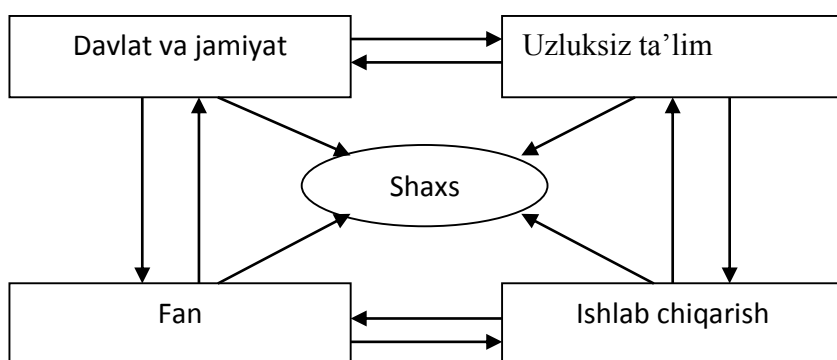 Davlat va jamiyat
Uzluksiz ta’lim
Shaxs
Fan
Ishlab chiqarish